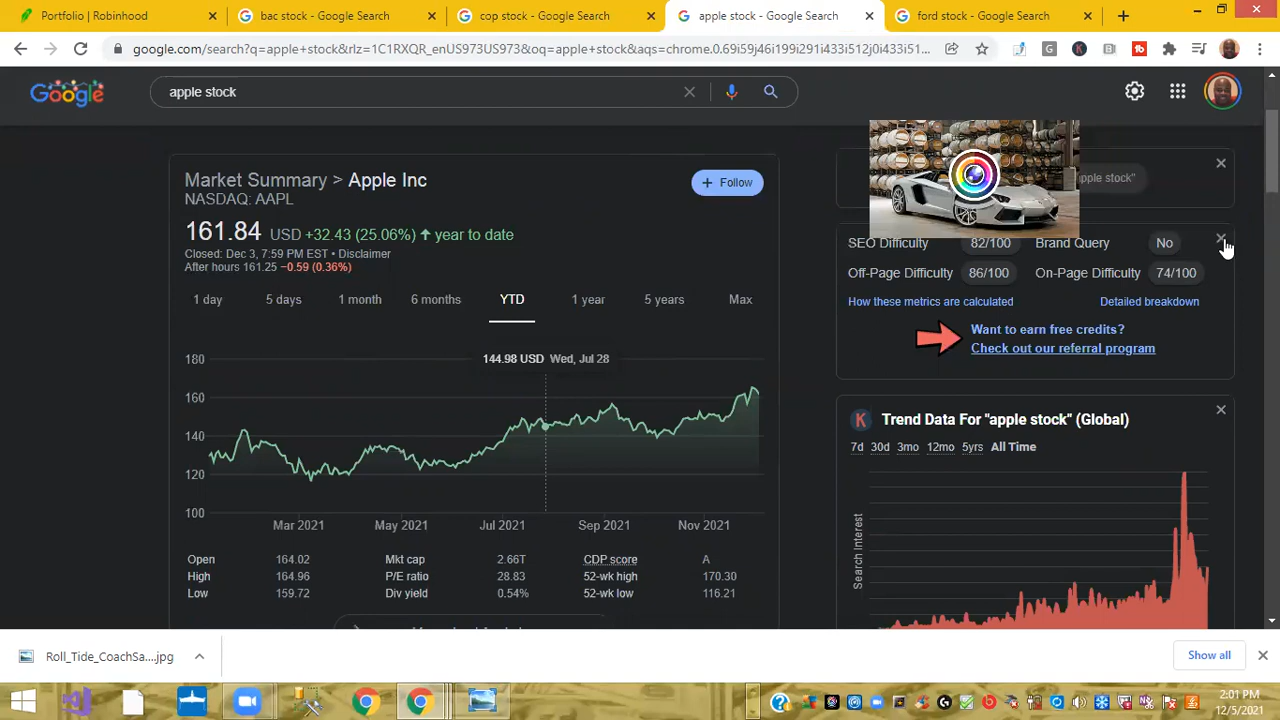 Portfolio | Robinhood
bac stock - Google Search
cop stock - Google Search
apple stock - Google Search
ford stock - Google Search
google.com/search?q=apple+stock&rlz=1C1RXQR_enUS973US973&oq=apple+stock&aqs=chrome.0.69i59j46i199i291i433i512j0i433i51...
Google
apple stock
Market Summary > Apple Inc
NASDAQ: AAPL
Follow
161.84 USD +32.43 (25.06%) year to date
Closed: Dec 3, 7:59 PM EST • Disclaimer
After hours 161.25 −0.59 (0.36%)
1 day 5 days 1 month 6 months YTD 1 year 5 years Max
144.98 USD Wed, Jul 28
180
160
140
120
100
Mar 2021 May 2021 Jul 2021 Sep 2021 Nov 2021
Open 164.02 Mkt cap 2.66T CDP score A
High 164.96 P/E ratio 28.83 52-wk high 170.30
Low 159.72 Div yield 0.54% 52-wk low 116.21
apple stock"
SEO Difficulty 82/100 Brand Query No
Off-Page Difficulty 86/100 On-Page Difficulty 74/100
How these metrics are calculated Detailed breakdown
Want to earn free credits?
Check out our referral program
K Trend Data For "apple stock" (Global)
7d 30d 3mo 12mo 5yrs All Time
Search Interest
Roll_Tide_CoachSa....jpg
Show all
2:01 PM
12/5/2021